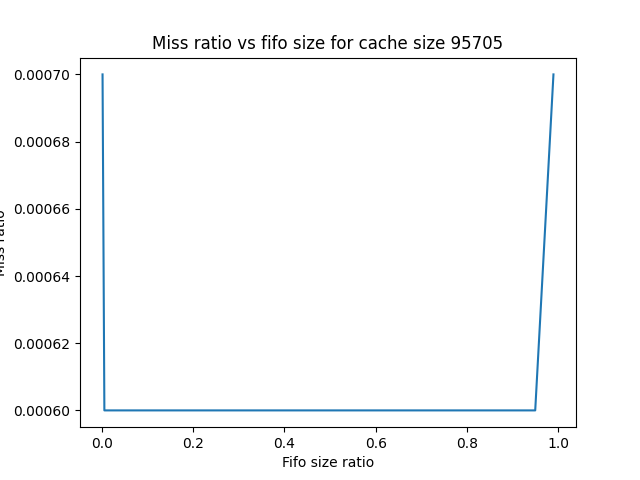 Miss ratio vs fifo size for cache size 95705
0.00070
0.00068
0.00066
0.00064
0.00062
0.00060
Miss ratio
0.0 0.2 0.4 0.6 0.8 1.0
Fifo size ratio